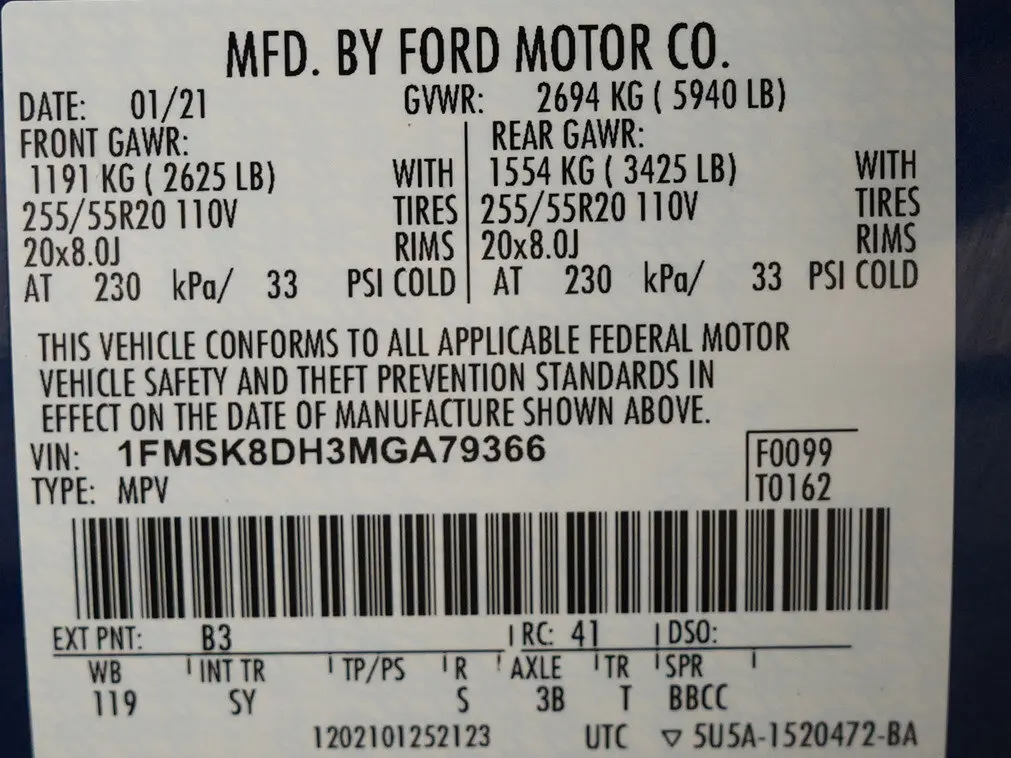 MFD. BY FORD MOTOR CO.
DATE: 01/21 GVWR: 2694 KG ( 5940 LB)
FRONT GAWR: REAR GAWR:
1191 KG ( 2625 LB) WITH 1554 KG ( 3425 LB) WITH
255/55R20 110V TIRES 255/55R20 110V TIRES
20x8.0J RIMS 20x8.0J RIMS
AT 230 kPa/ 33 PSI COLD AT 230 kPa/ 33 PSI COLD
THIS VEHICLE CONFORMS TO ALL APPLICABLE FEDERAL MOTOR
VEHICLE SAFETY AND THEFT PREVENTION STANDARDS IN
EFFECT ON THE DATE OF MANUFACTURE SHOWN ABOVE.
VIN: 1FMSK8DH3MGA79366 F0099
TYPE: MPV T0162
EXT PNT: B3 RC: 41 DSO:
WB INT TR TP/PS R AXLE TR SPR
119 SY S 3B T BBCC
1202101252123 UTC ▽ 5U5A-1520472-BA